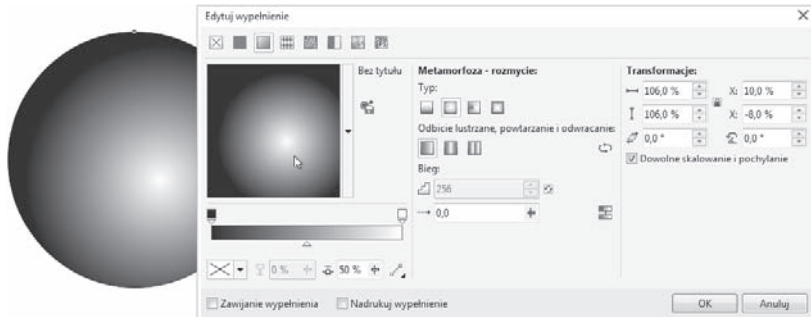 Edytuj wypełnienie
Bez tytułu
Metamorfoza - rozmycie:
Typ:
Odbicie lustrzane, powtarzanie i odwracanie:
Bieg:
256
0,0
Transformacje:
106,0 % X: 10,0 %
106,0 % X: -8,0 %
0,0 ° 0,0 °
Dowolne skalowanie i pochylanie
0 % 50 %
Zawijanie wypełnienia Nadrukuj wypełnienie
OK Anuluj